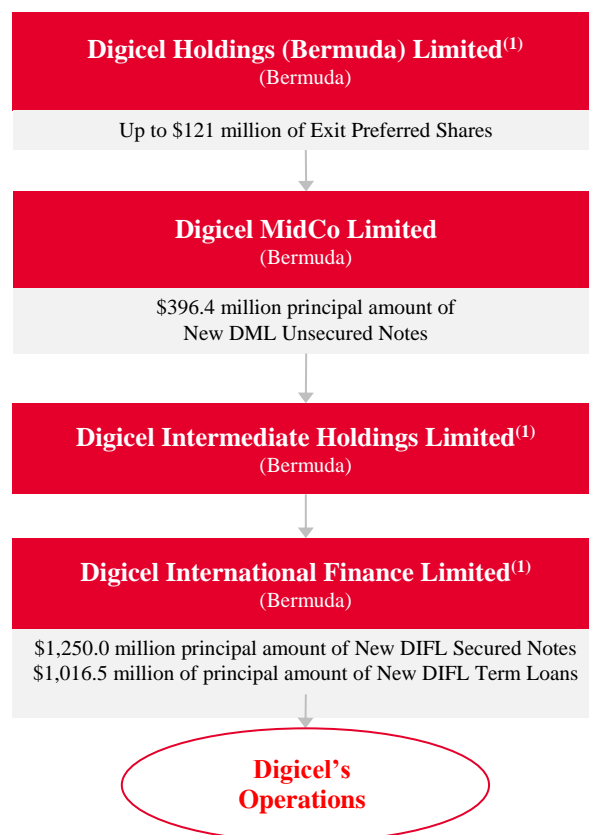 Digicel Holdings (Bermuda) Limited(1)
(Bermuda)
Up to $121 million of Exit Preferred Shares
Digicel MidCo Limited
(Bermuda)
$396.4 million principal amount of
New DML Unsecured Notes
Digicel Intermediate Holdings Limited(1)
(Bermuda)
Digicel International Finance Limited(1)
(Bermuda)
$1,250.0 million principal amount of New DIFL Secured Notes
$1,016.5 million of principal amount of New DIFL Term Loans
Digicel’s
Operations